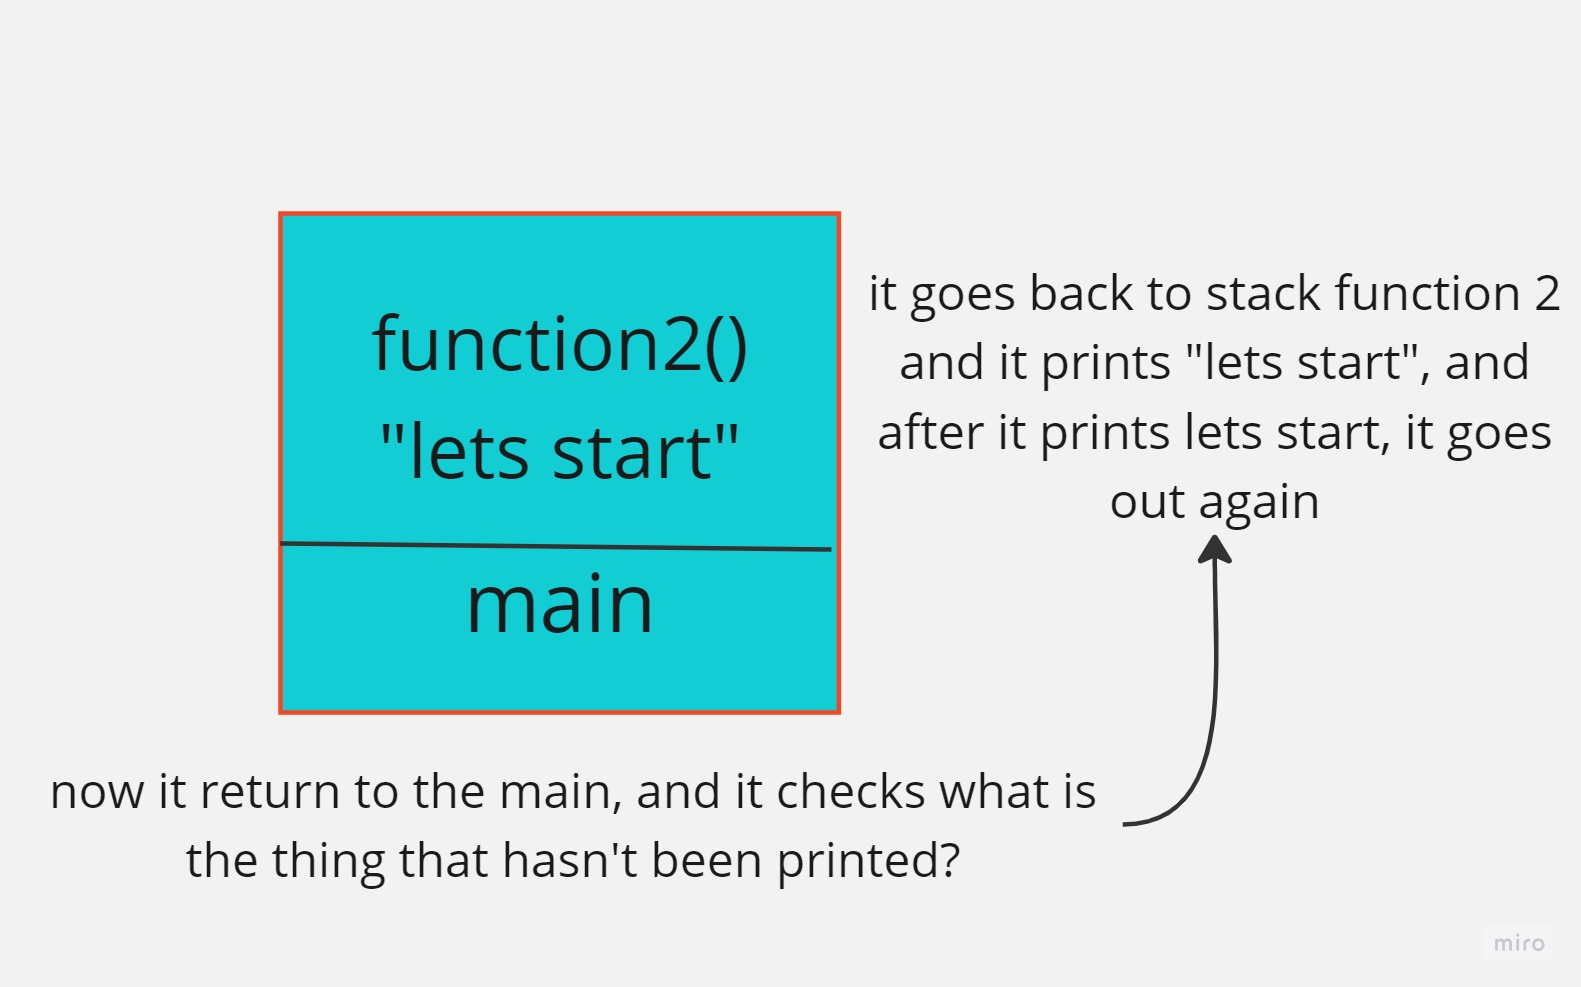 function2()
"lets start"
main
it goes back to stack function 2
and it prints "lets start", and
after it prints lets start, it goes
out again
now it return to the main, and it checks what is
the thing that hasn't been printed?
miro